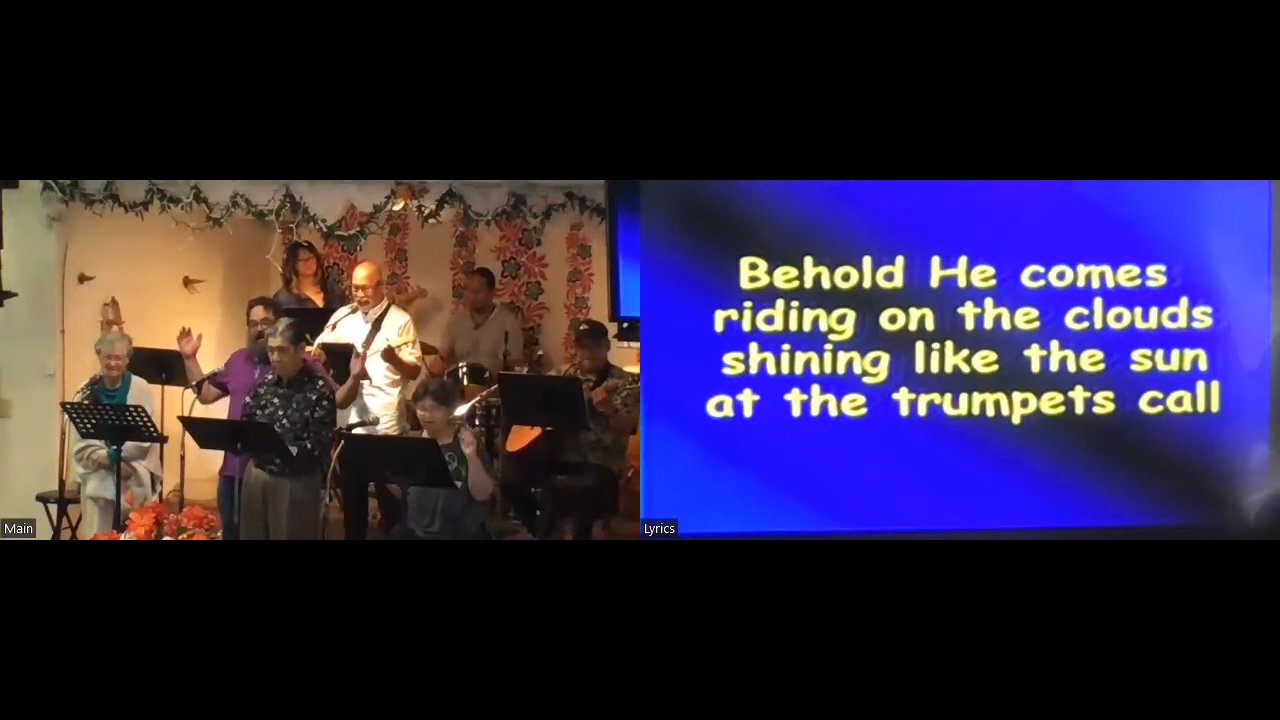 Behold He comes
riding on the clouds
shining like the sun
at the trumpets call
Main
Lyrics